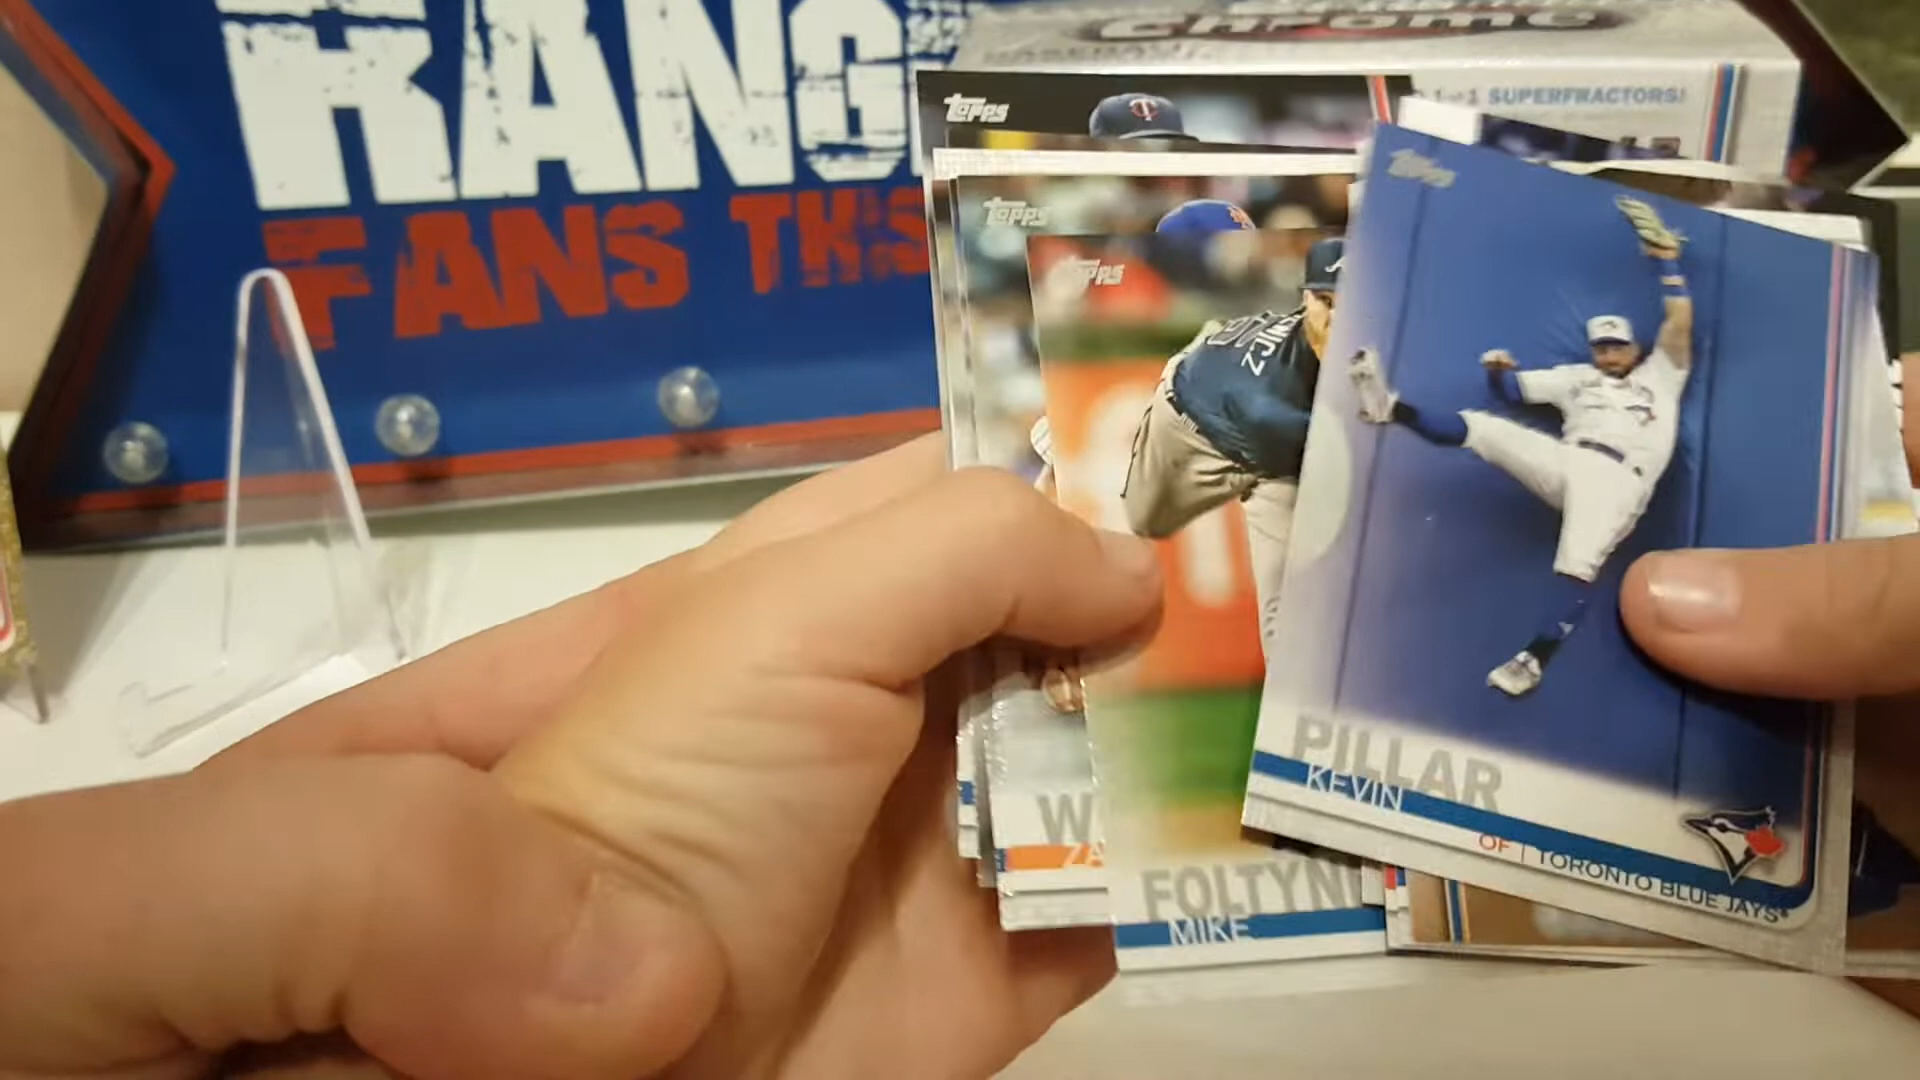 RANG
FANS THIS
CHROME
1 of 1 SUPERFRACTORS!
Topps
Topps
Topps
Topps
W
ZA
FOLTYN
MIKE
PILLAR
KEVIN
OF | TORONTO BLUE JAYS